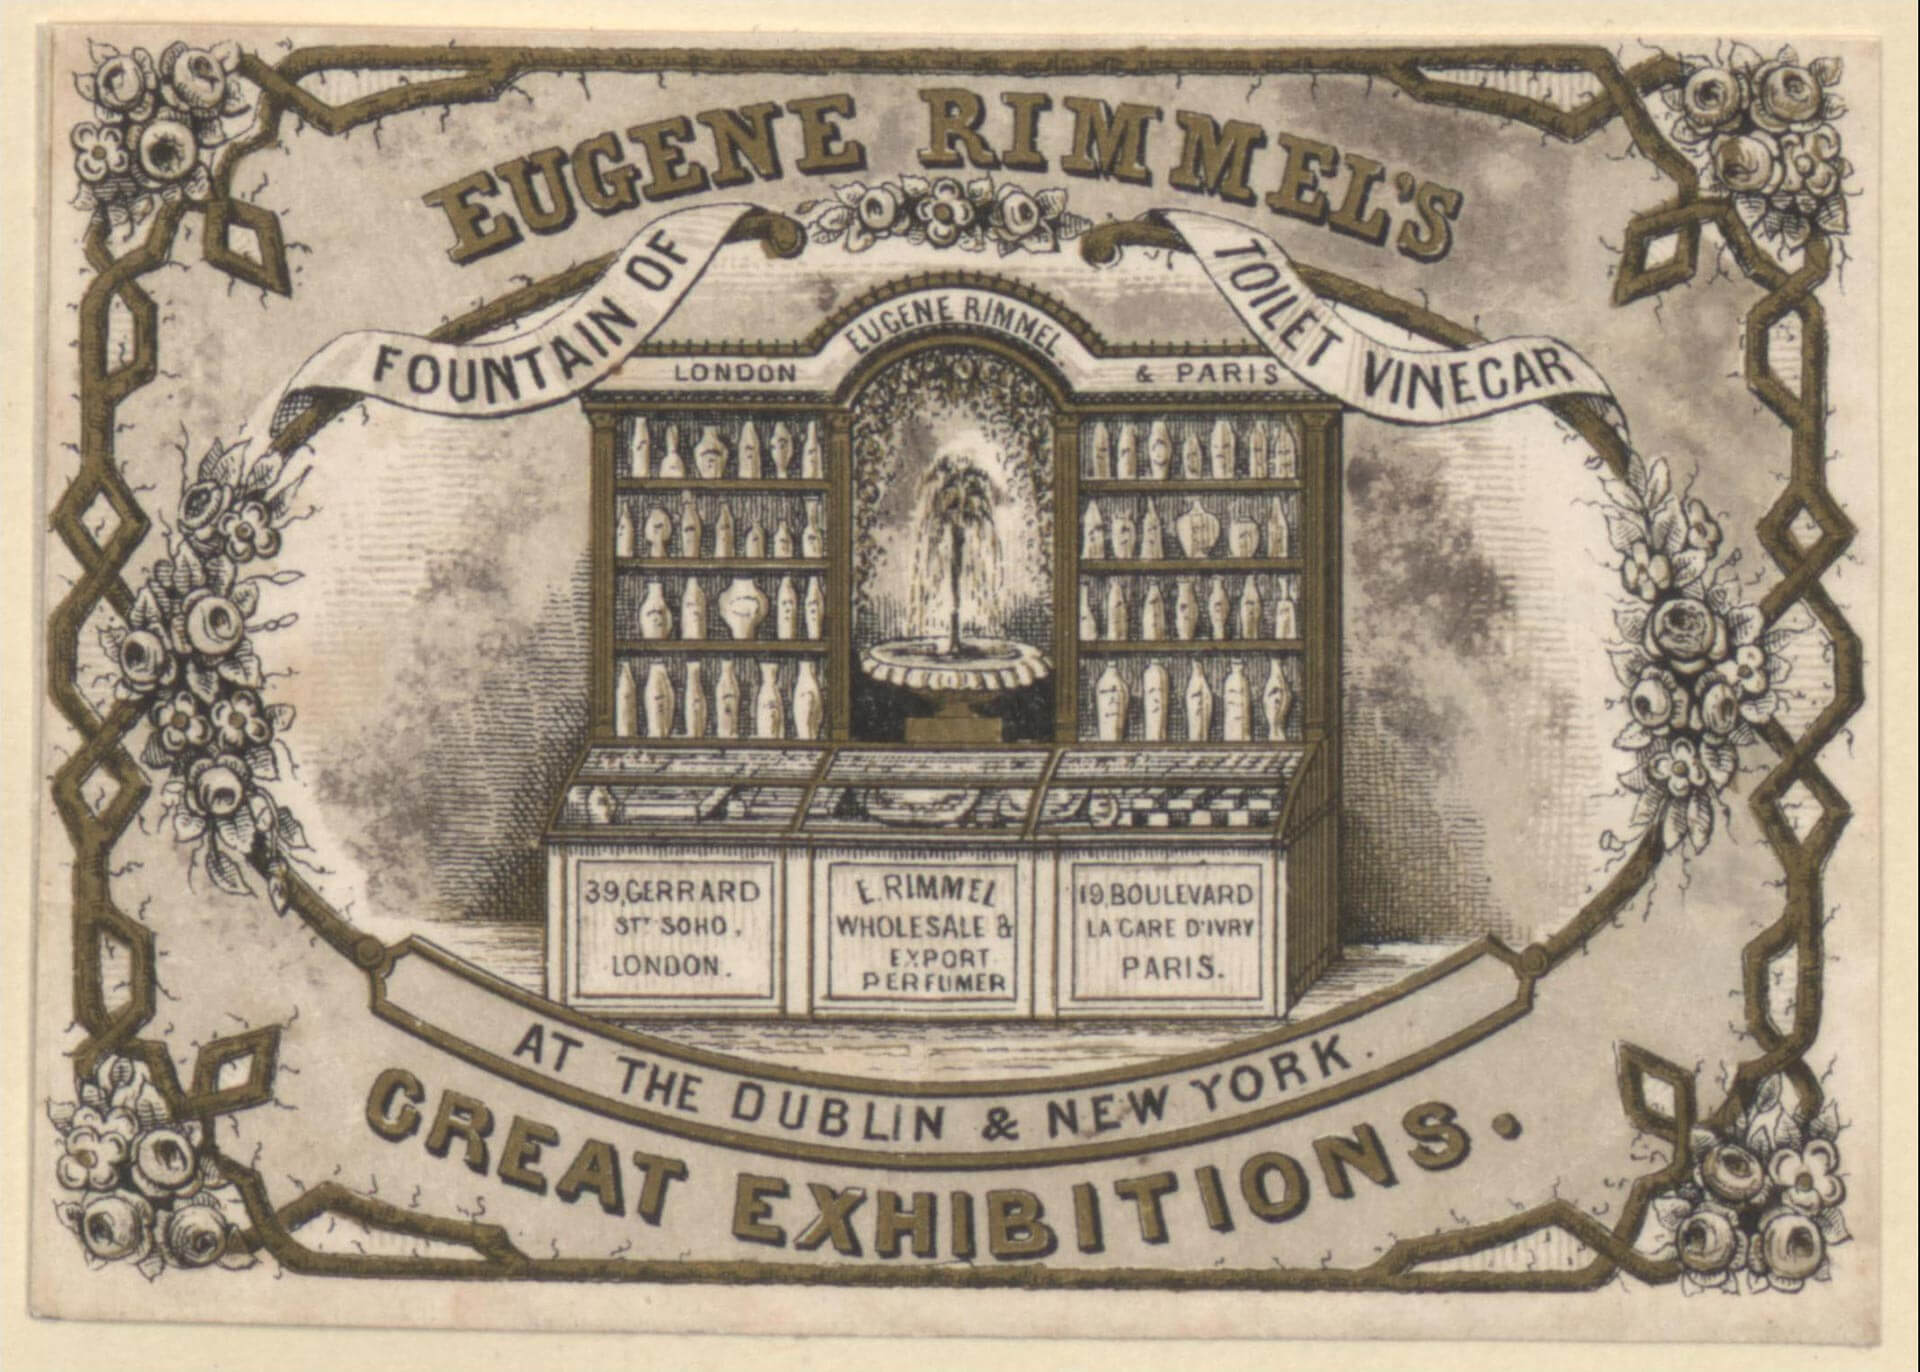 EUGENE RIMMEL'S
FOUNTAIN OF
TOILET VINEGAR
EUGENE RIMMEL.
LONDON
& PARIS
39, GERRARD
STT SOHO.
LONDON.
E. RIMMEL
WHOLESALE &
EXPORT
PERFUMER
19, BOULEVARD
LA GARE D'IVRY
PARIS.
AT THE DUBLIN & NEW YORK.
GREAT EXHIBITIONS.